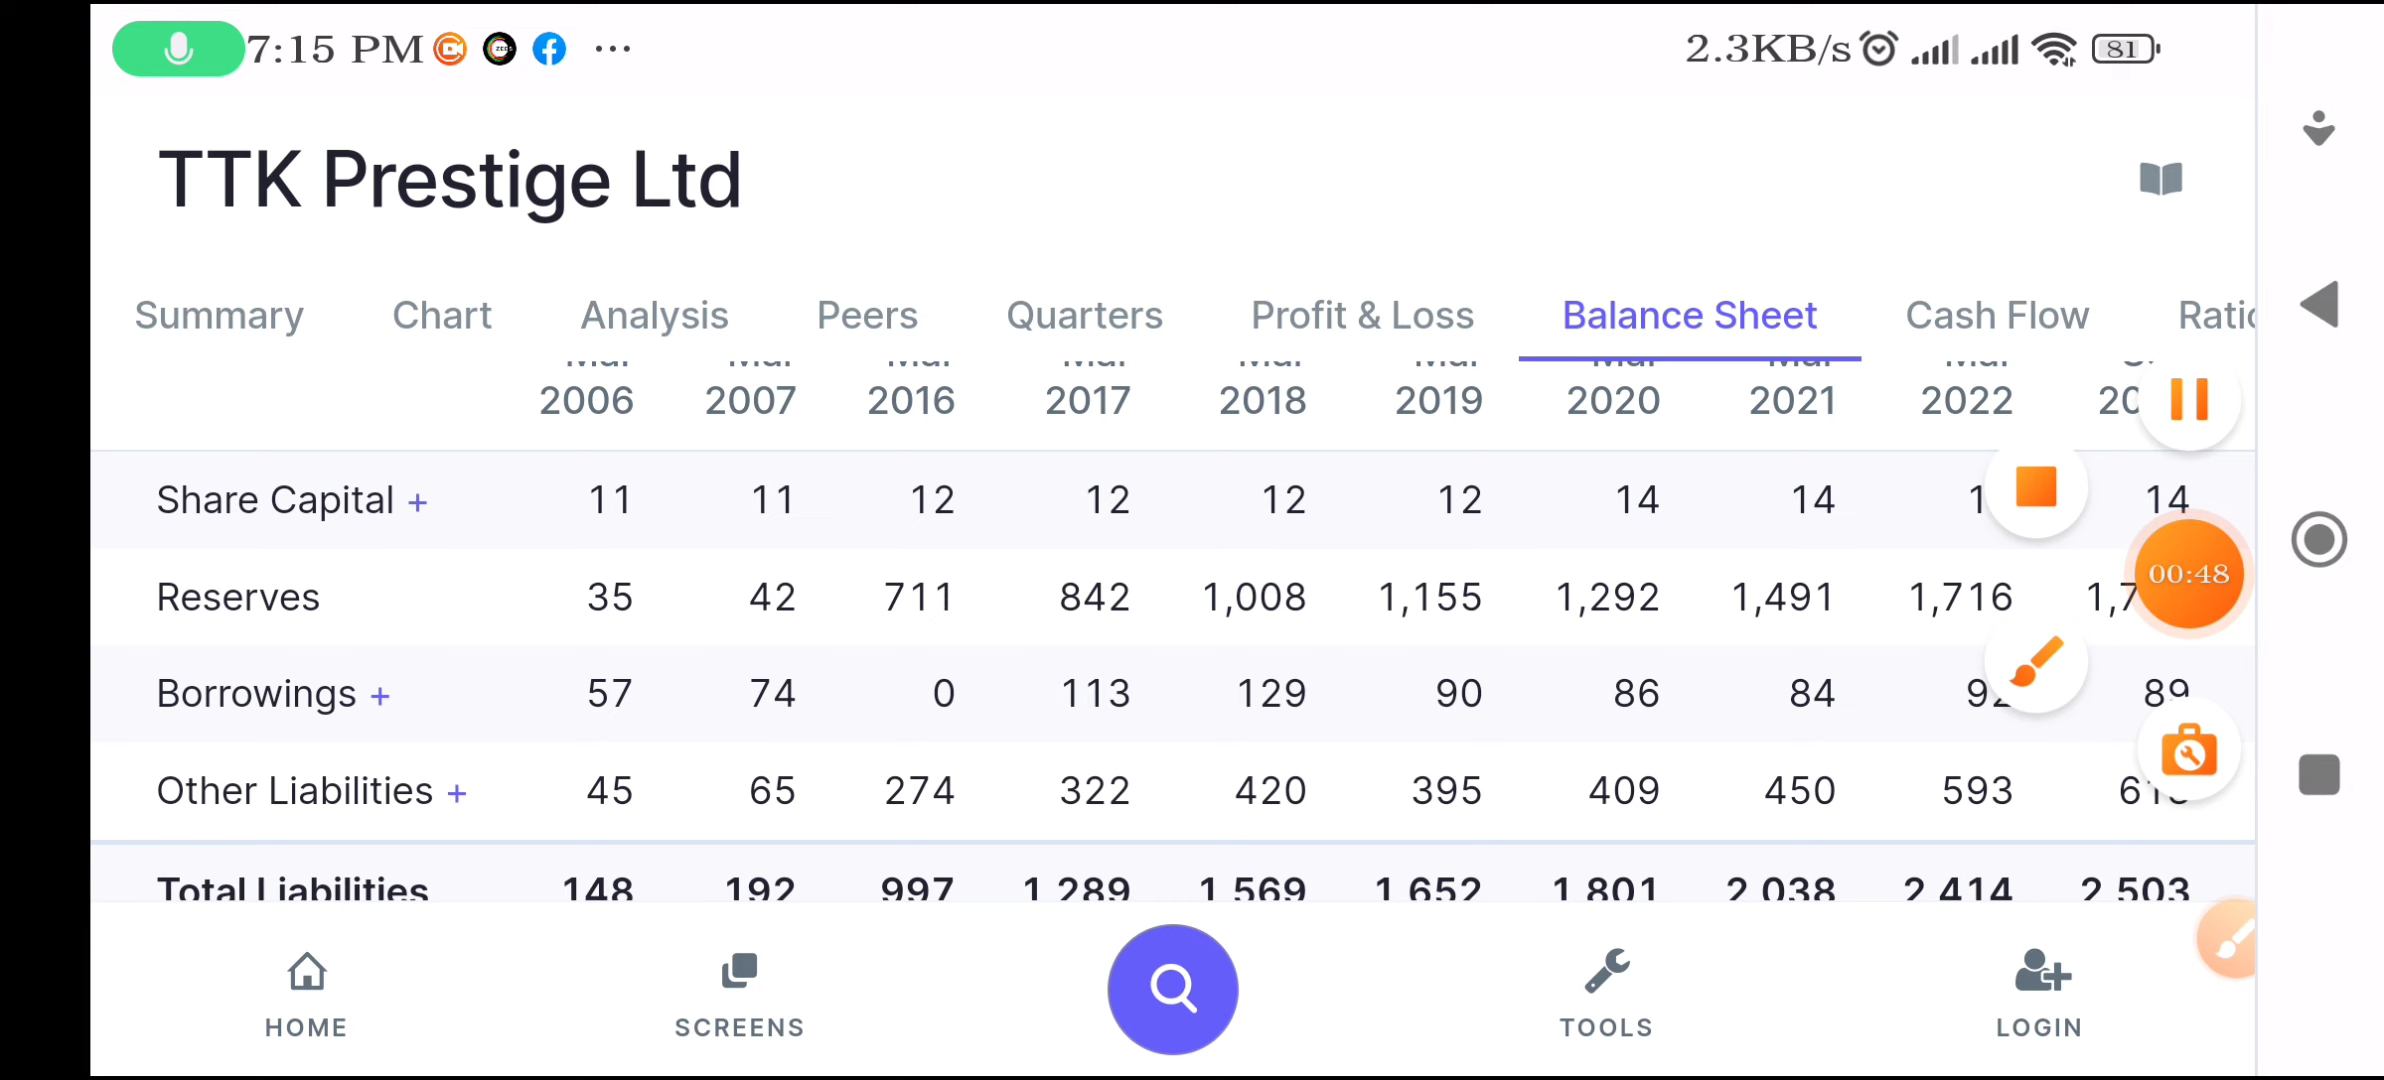 7:15 PM ... 2.3KB/s 81
TTK Prestige Ltd
Summary Chart Analysis Peers Quarters Profit & Loss Balance Sheet Cash Flow
2006 2007 2016 2017 2018 2019 2020 2021 2022
Share Capital + 11 11 12 12 12 12 14 14 14
Reserves 35 42 711 842 1,008 1,155 1,292 1,491 1,716
00:48
Borrowings + 57 74 0 113 129 90 86 84 89
Other Liabilities + 45 65 274 322 420 395 409 450 593
Total Liabilities 148 192 997 1 289 1 569 1 652 1 801 2 038 2 414 2 503
HOME SCREENS TOOLS LOGIN